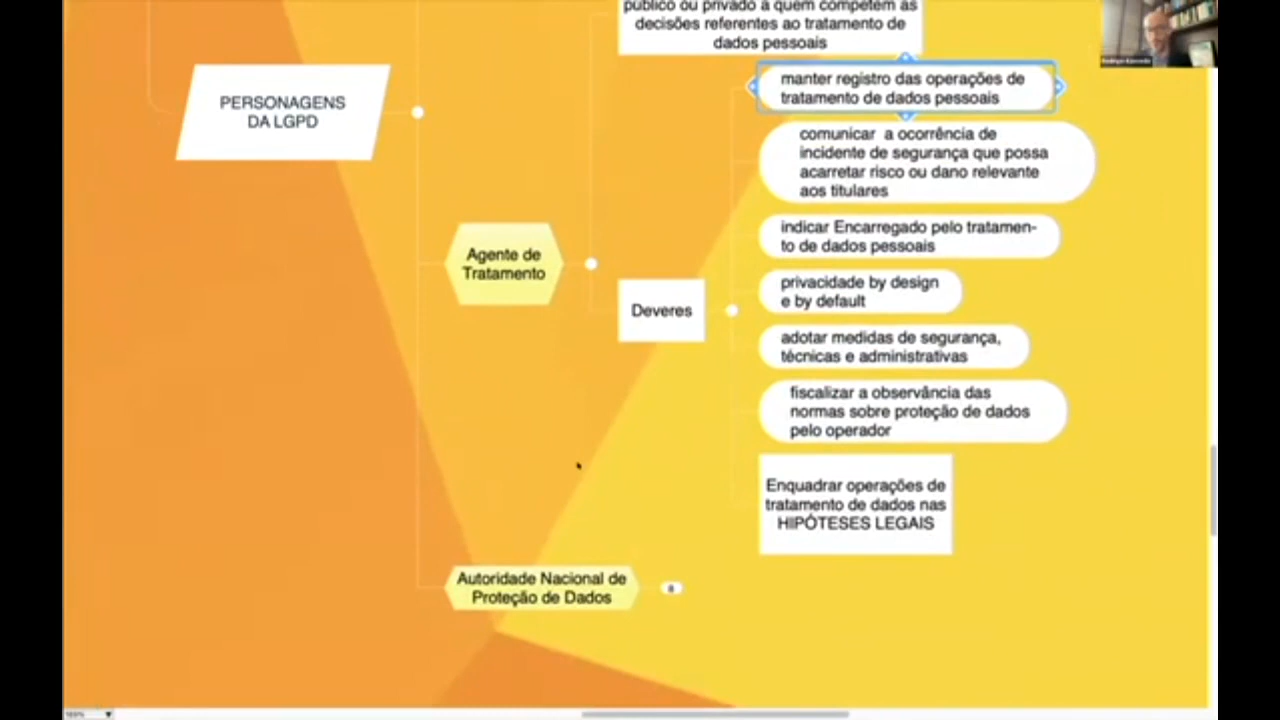 público ou privado a quem competem as
decisões referentes ao tratamento de
dados pessoais
PERSONAGENS
DA LGPD
manter registro das operações de
tratamento de dados pessoais
comunicar a ocorrência de
incidente de segurança que possa
acarretar risco ou dano relevante
aos titulares
indicar Encarregado pelo tratamen-
to de dados pessoais
Agente de
Tratamento
privacidade by design
e by default
Deveres
adotar medidas de segurança,
técnicas e administrativas
fiscalizar a observância das
normas sobre proteção de dados
pelo operador
Enquadrar operações de
tratamento de dados nas
HIPÓTESES LEGAIS
Autoridade Nacional de
Proteção de Dados